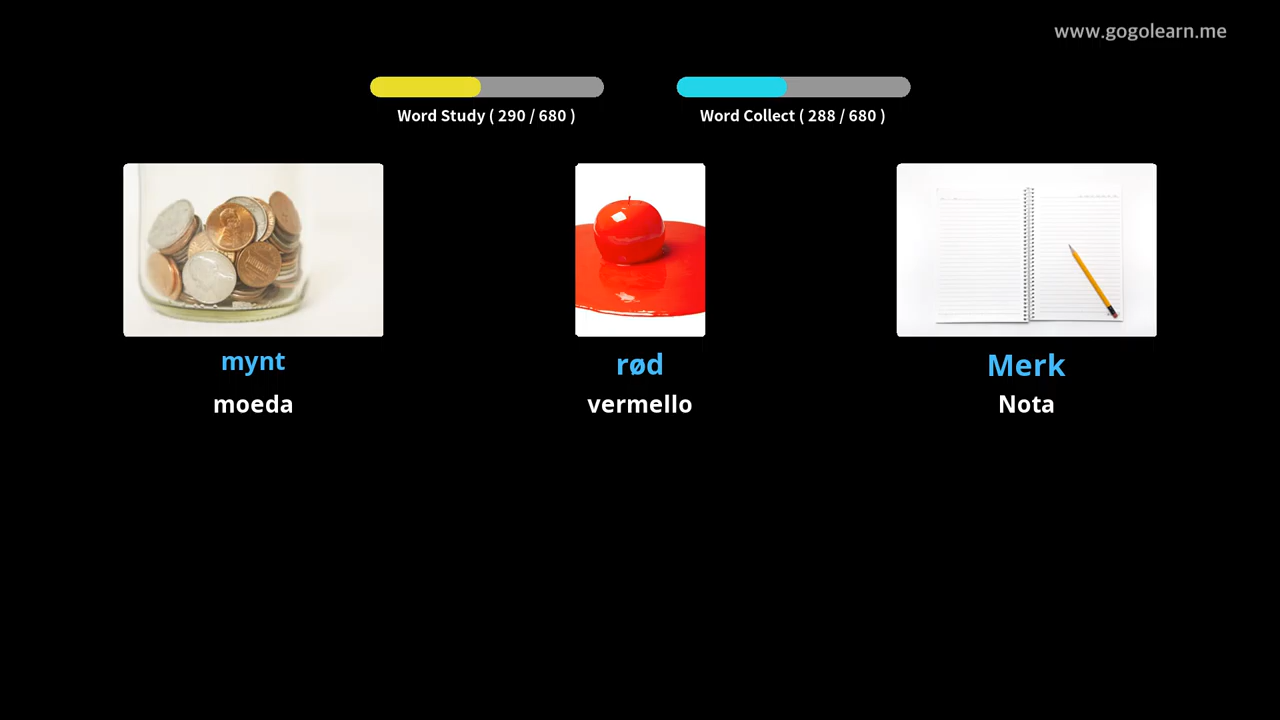 www.gogolearn.me
Word Study ( 290 / 680 )
Word Collect ( 288 / 680 )
mynt
rød
Merk
moeda
vermello
Nota